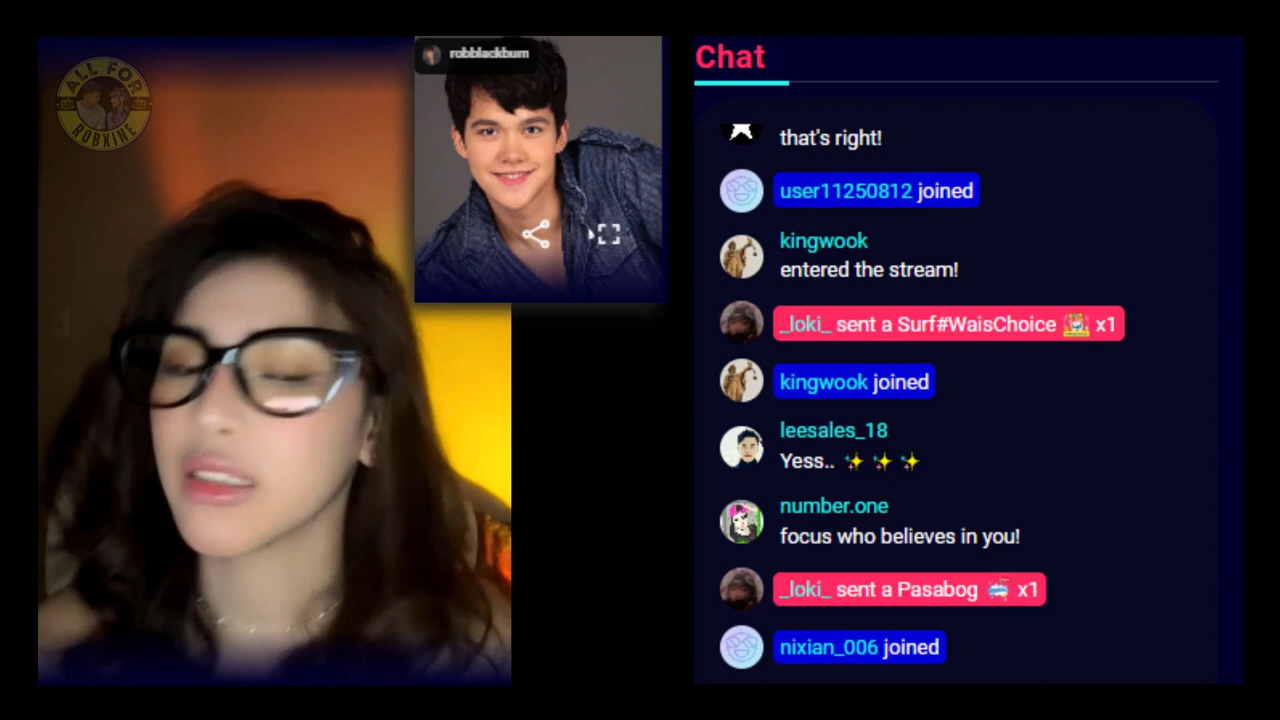 ALL FOR
ROBXINE
robblackburn
Chat
that's right!
user11250812 joined
kingwook
entered the stream!
_loki_ sent a Surf#WaisChoice x1
kingwook joined
leesales_18
Yess..
number.one
focus who believes in you!
_loki_ sent a Pasabog x1
nixian_006 joined